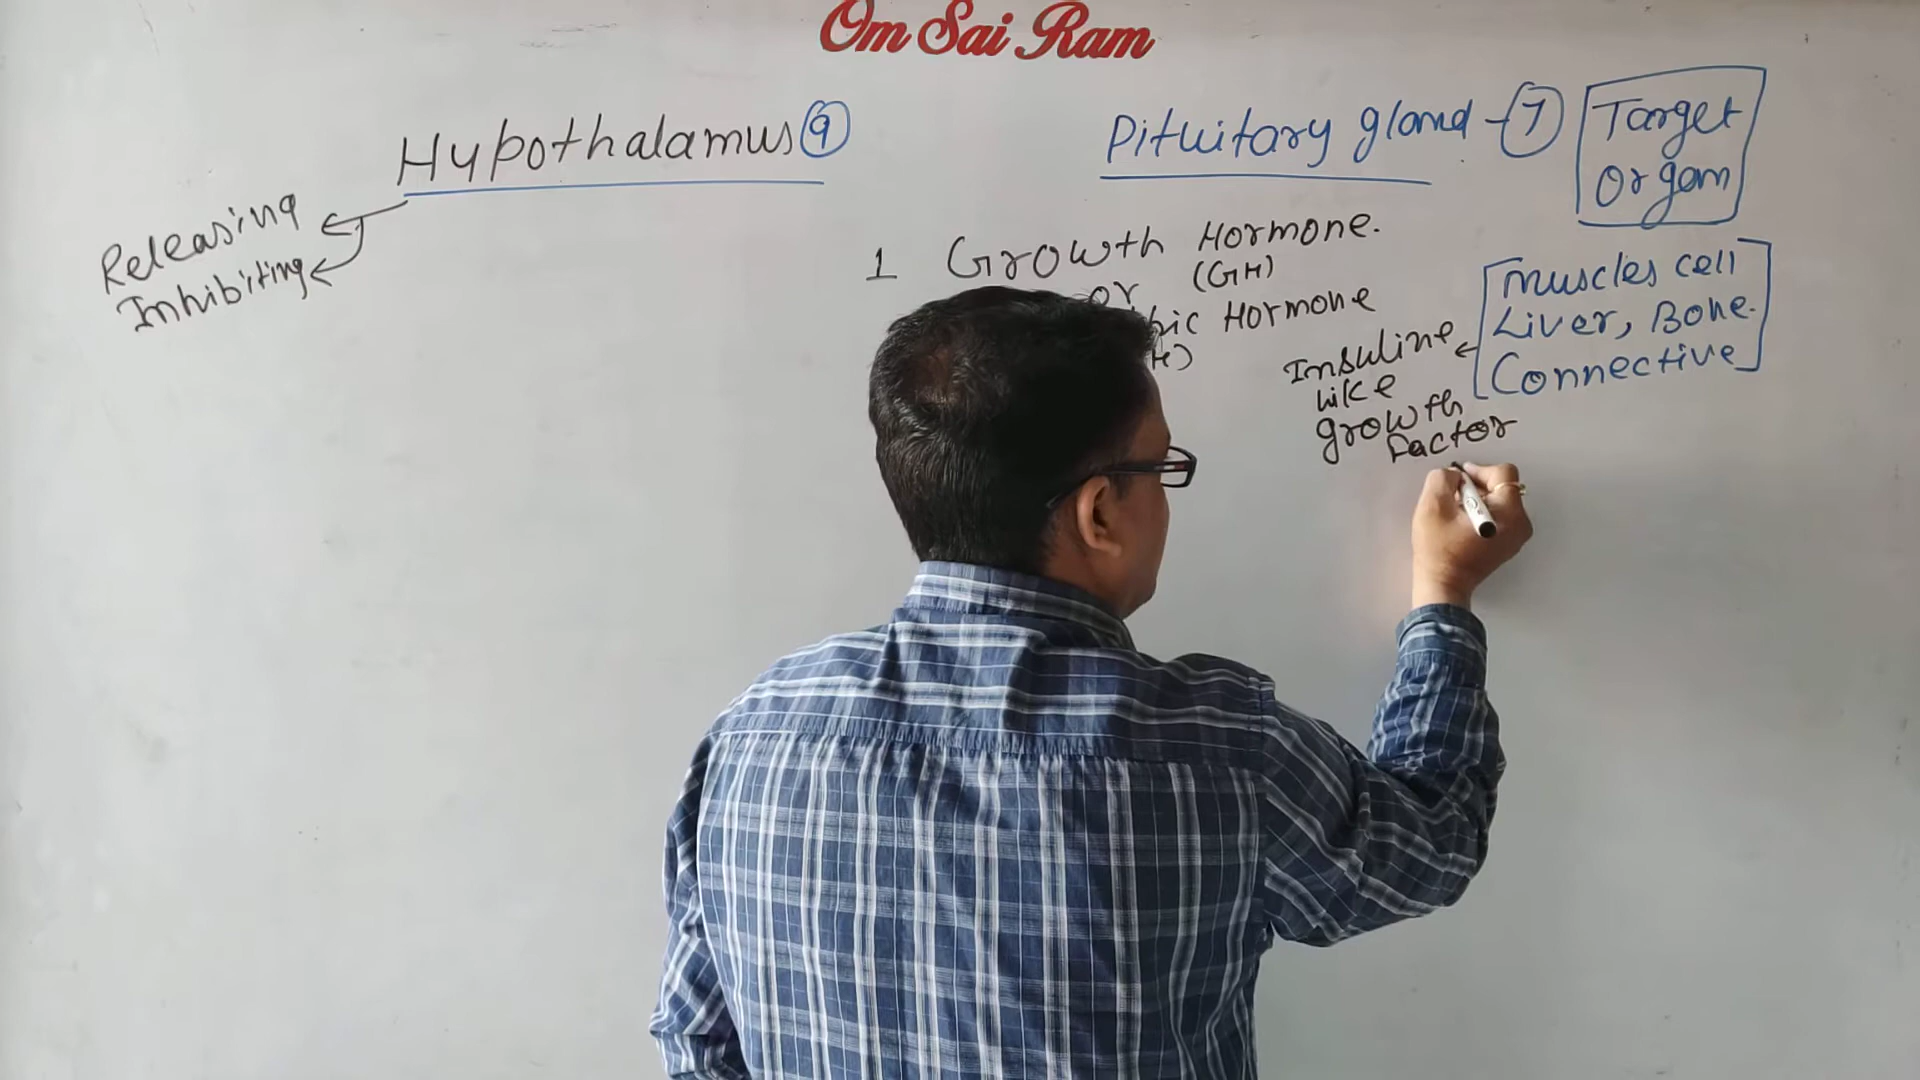 Om Sai Ram
Hypothalamus 9
Releasing
Inhibiting
Pituitary gland - 7
Target
Organ
1 Growth Hormone.
or (GH)
Hormone
Muscles cell
Liver, Bone.
Connective
Insuline
like
growth
Factor